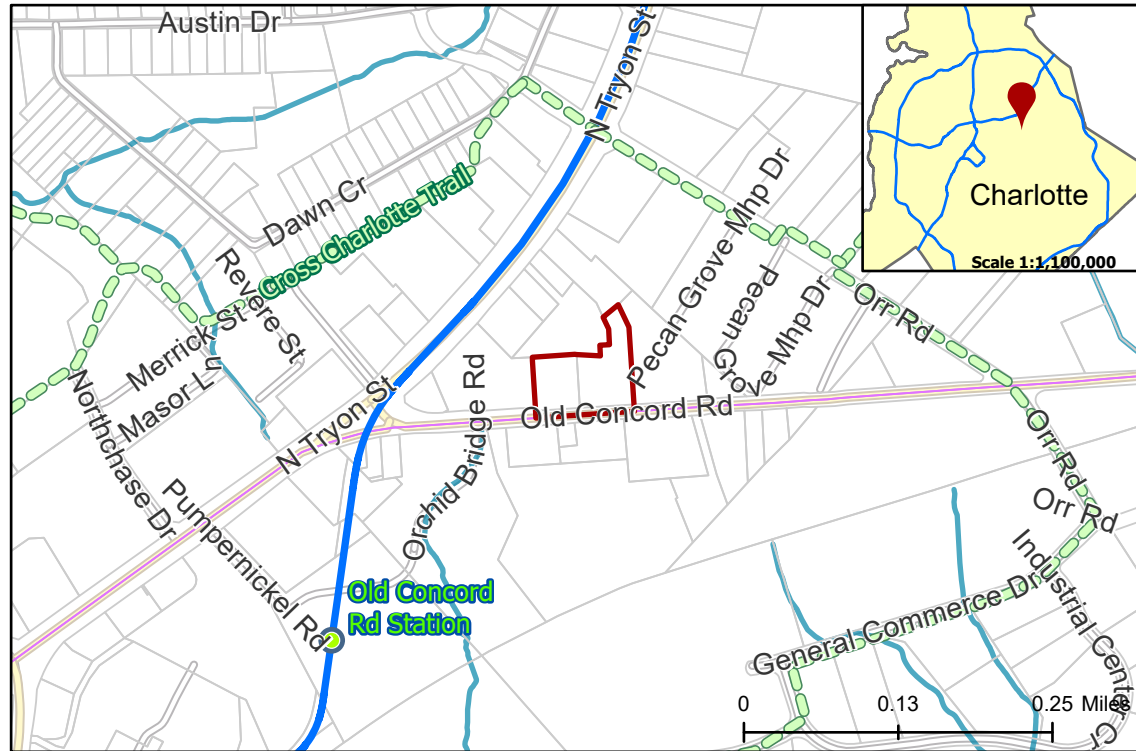 Austin Dr
N Tryon St
Charlotte
Scale 1:1,100,000
Dawn Cr
Cross Charlotte Trail
Revere St
Merrick St
Masor Ln
Northchase Dr
N Tryon St
Orchid Bridge Rd
Old Concord Rd
Pecan Grove Mhp Dr
Pecan Grove Mhp Dr
Orr Rd
Orr Rd
Orr Rd
Pumpernickel Rd
Old Concord
Rd Station
General Commerce Dr
Industrial Center Cr
0 0.13 0.25 Miles